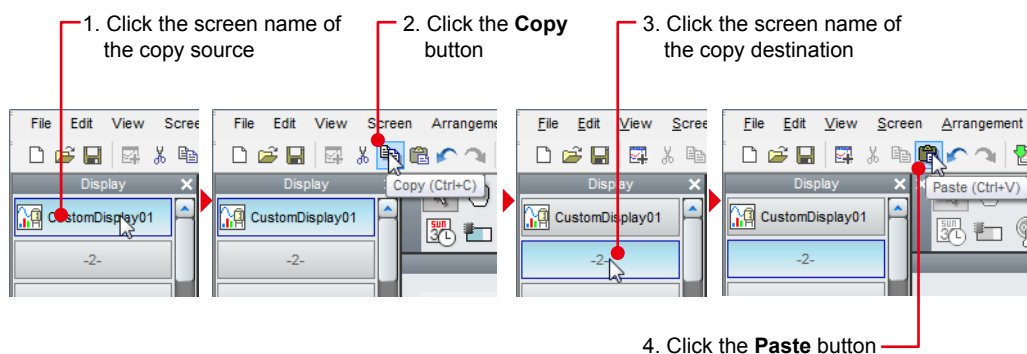 1. Click the screen name of
the copy source
2. Click the Copy
button
3. Click the screen name of
the copy destination
File Edit View Scree
Display
CustomDisplay01
-2-
File Edit View Screen Arrangeme
Display
Copy (Ctrl+C)
CustomDisplay01
-2-
File Edit View Scree
Display
CustomDisplay01
-2-
File Edit View Screen Arrangement
Display
Paste (Ctrl+V)
CustomDisplay01
SUN
30
-2-
SUN
30
4. Click the Paste button